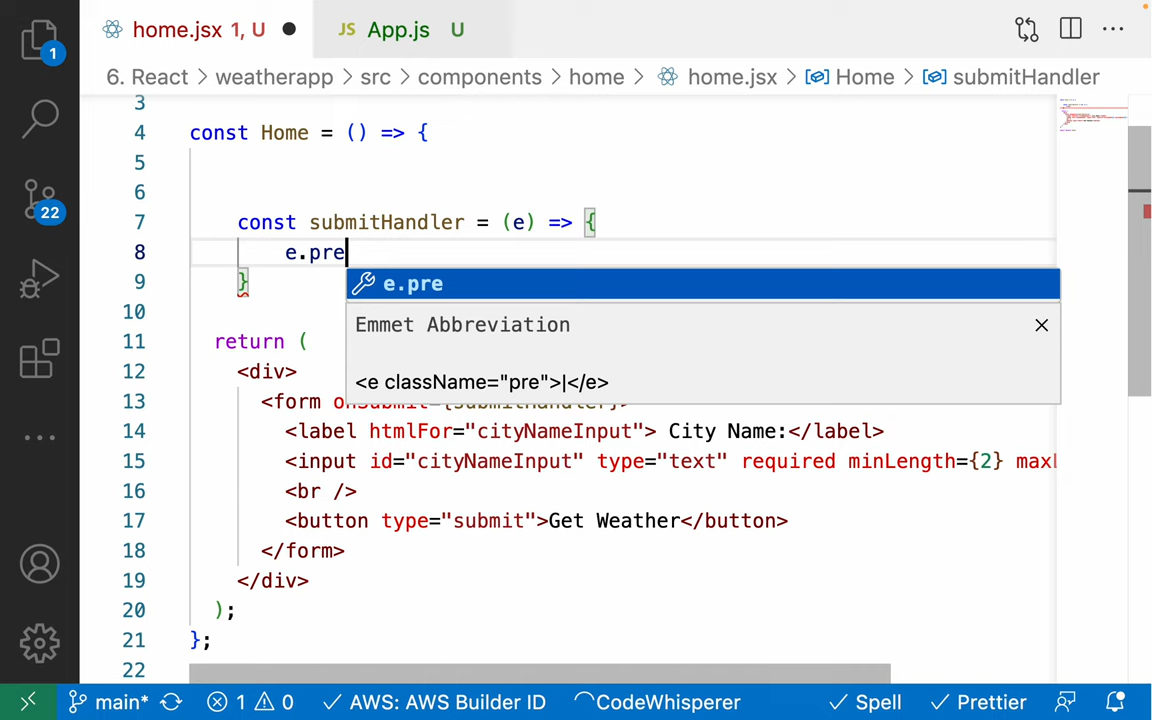 home.jsx 1, U ● JS App.js U
6. React > weatherapp > src > components > home > home.jsx > Home > submitHandler
1
22
3
4 const Home = () => {
5
6
7 const submitHandler = (e) => {
8 e.pre
e.pre
9 }
Emmet Abbreviation
<e className="pre">|</e>
10
11 return (
12 <div>
13 <form onSubmit={submitHandler}>
14 <label htmlFor="cityNameInput"> City Name:</label>
15 <input id="cityNameInput" type="text" required minLength={2} maxL
16 <br />
17 <button type="submit">Get Weather</button>
18 </form>
19 </div>
20 );
21 };
22
main* 1 0 AWS: AWS Builder ID CodeWhisperer Spell Prettier